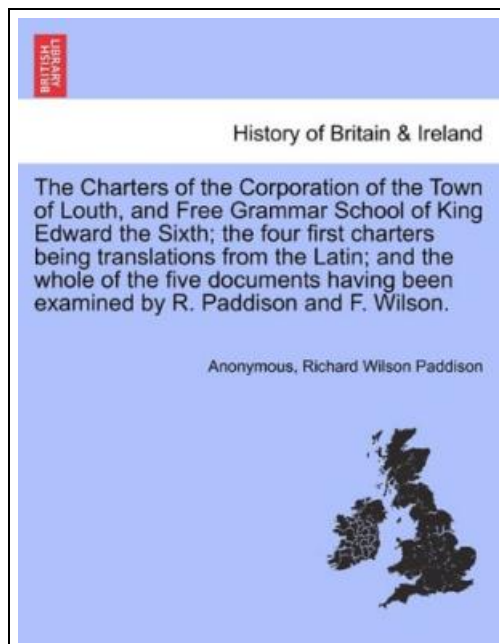 BRITISH
LIBRARY
History of Britain & Ireland
The Charters of the Corporation of the Town
of Louth, and Free Grammar School of King
Edward the Sixth; the four first charters
being translations from the Latin; and the
whole of the five documents having been
examined by R. Paddison and F. Wilson.
Anonymous, Richard Wilson Paddison